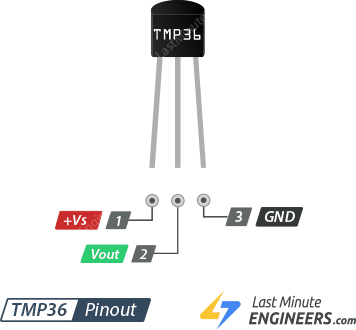 TMP36
+Vs 1
3 GND
Vout 2
TMP36 Pinout
Last Minute
ENGINEERS.com